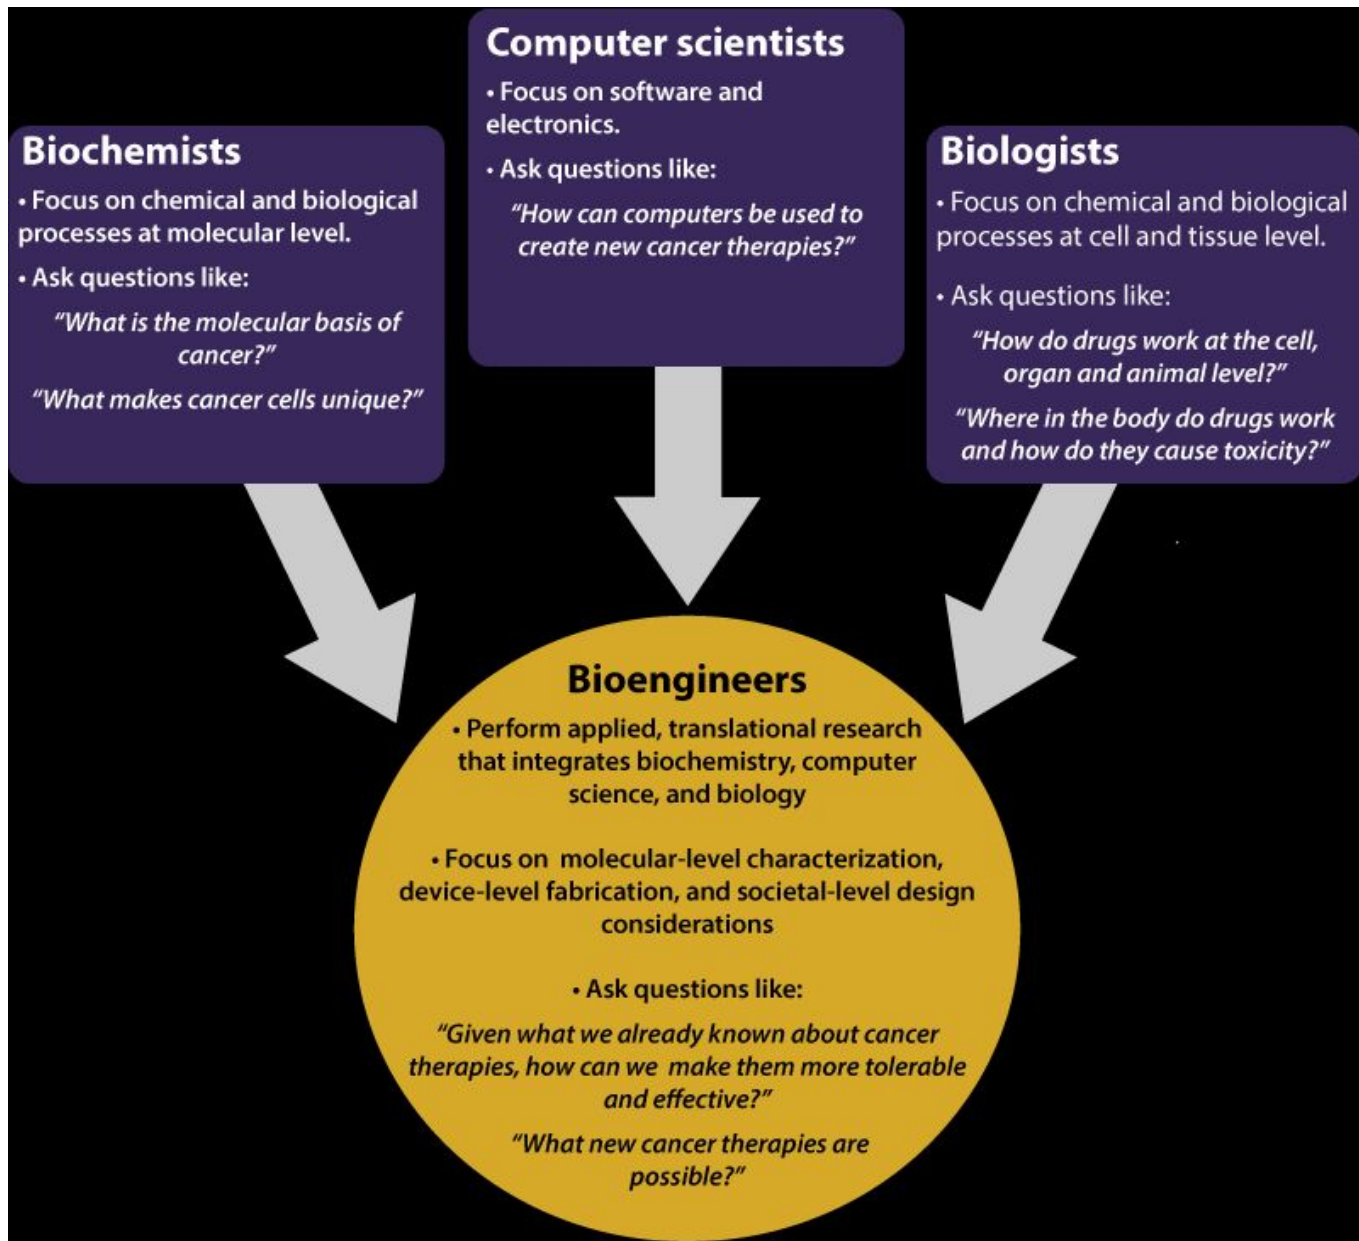 Computer scientists
• Focus on software and
electronics.
• Ask questions like:
“How can computers be used to
create new cancer therapies?”
Biochemists
• Focus on chemical and biological
processes at molecular level.
• Ask questions like:
“What is the molecular basis of
cancer?”
“What makes cancer cells unique?”
Biologists
• Focus on chemical and biological
processes at cell and tissue level.
• Ask questions like:
“How do drugs work at the cell,
organ and animal level?”
“Where in the body do drugs work
and how do they cause toxicity?”
Bioengineers
• Perform applied, translational research
that integrates biochemistry, computer
science, and biology
• Focus on molecular-level characterization,
device-level fabrication, and societal-level design
considerations
• Ask questions like:
“Given what we already known about cancer
therapies, how can we make them more tolerable
and effective?”
“What new cancer therapies are
possible?”